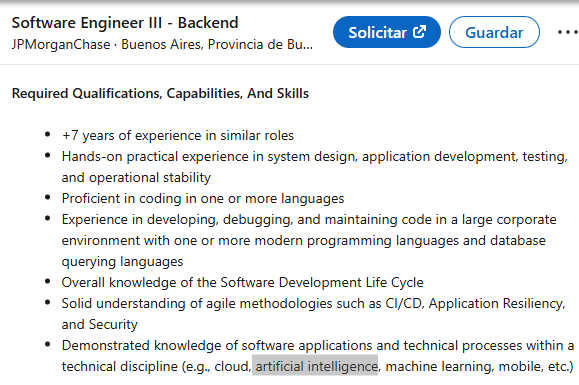 Software Engineer III - Backend
JPMorganChase · Buenos Aires, Provincia de Bu...
Solicitar
Guardar
Required Qualifications, Capabilities, And Skills
+7 years of experience in similar roles
Hands-on practical experience in system design, application development, testing,
and operational stability
Proficient in coding in one or more languages
Experience in developing, debugging, and maintaining code in a large corporate
environment with one or more modern programming languages and database
querying languages
Overall knowledge of the Software Development Life Cycle
Solid understanding of agile methodologies such as CI/CD, Application Resiliency,
and Security
Demonstrated knowledge of software applications and technical processes within a
technical discipline (e.g., cloud, artificial intelligence, machine learning, mobile, etc.)